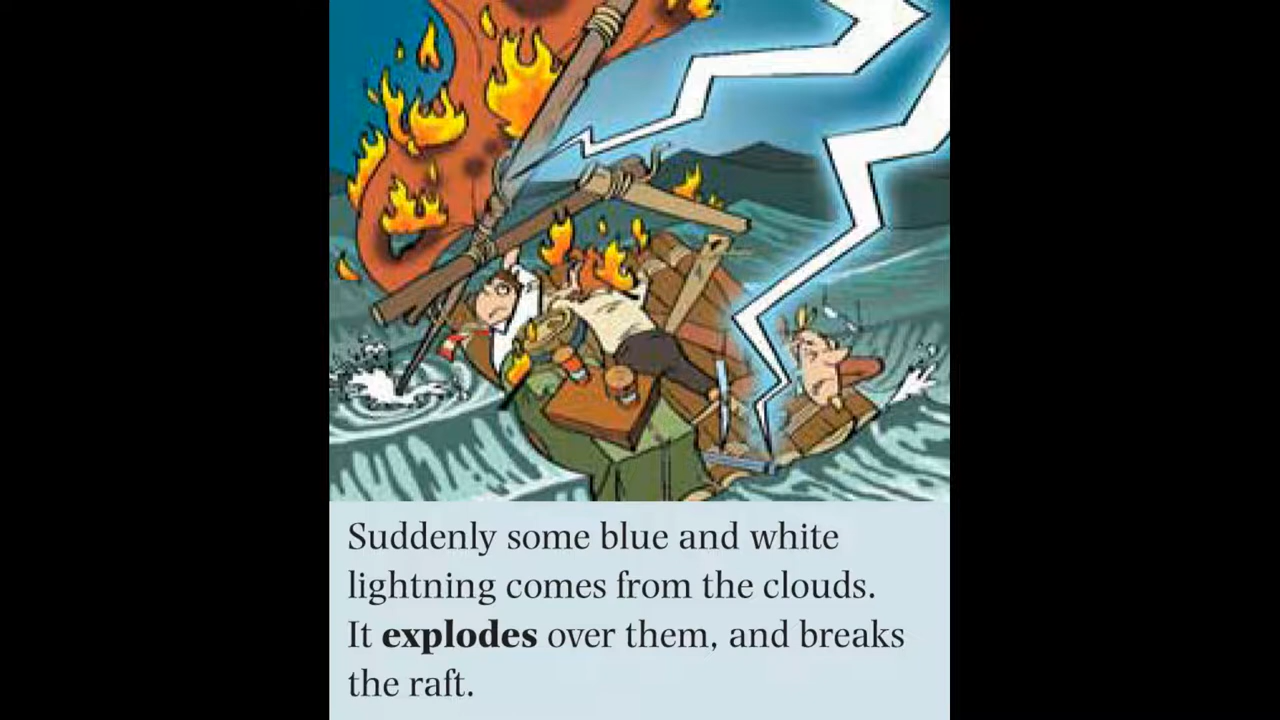 Suddenly some blue and white
lightning comes from the clouds.
It explodes over them, and breaks
the raft.